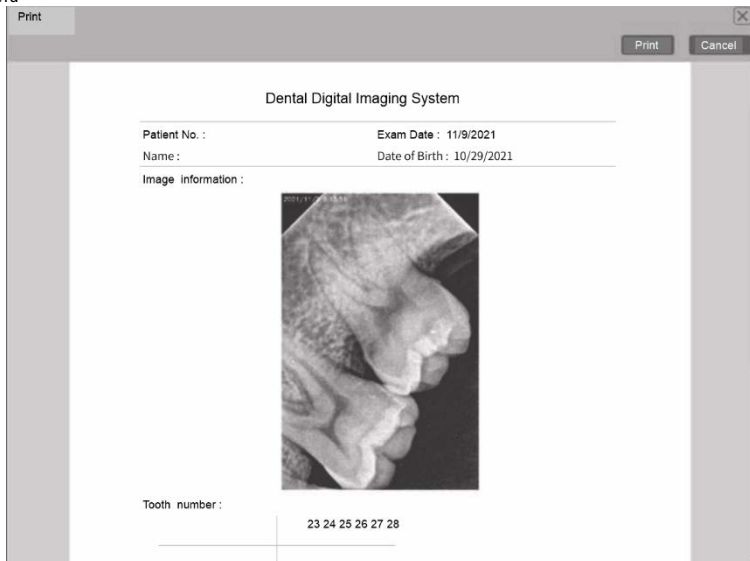 Print
Print Cancel
Dental Digital Imaging System
Patient No. : Exam Date : 11/9/2021
Name : Date of Birth : 10/29/2021
Image information :
Tooth number :
23 24 25 26 27 28